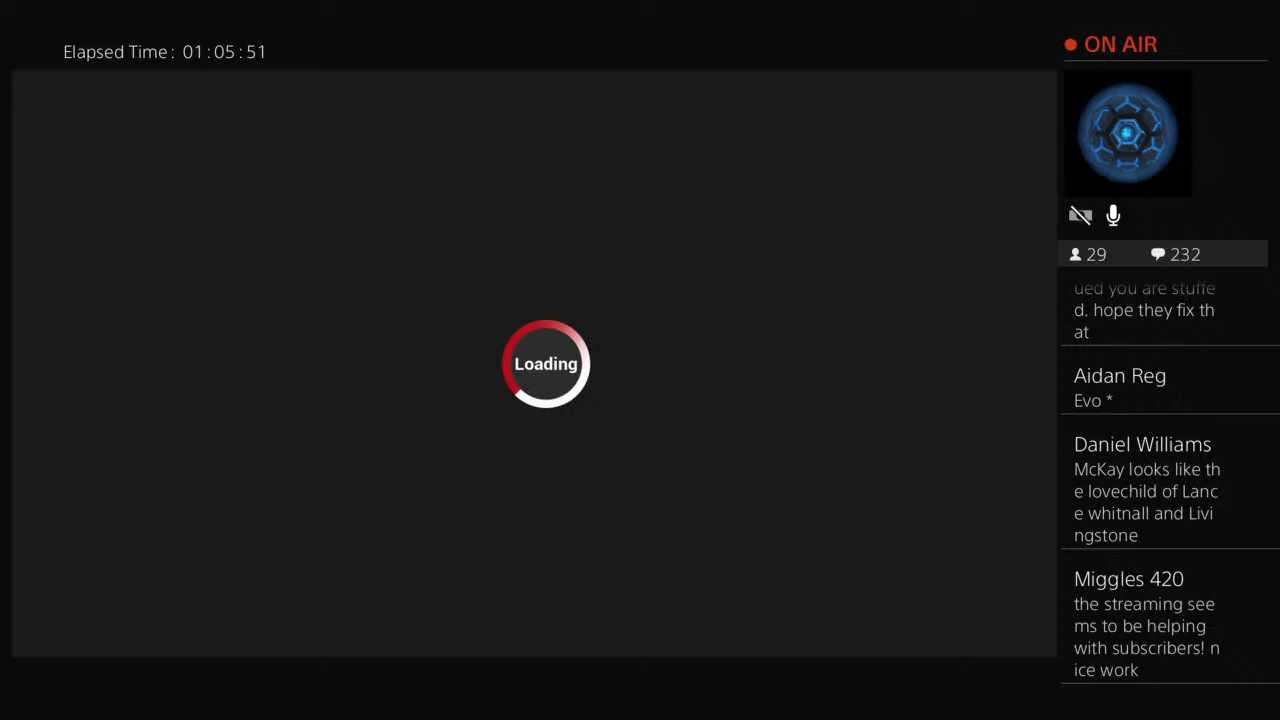 Elapsed Time: 01:05:51
ON AIR
29 232
ued you are stuffe
d. hope they fix th
at
Aidan Reg
Evo *
Daniel Williams
McKay looks like th
e lovechild of Lanc
e whitnall and Livi
ngstone
Miggles 420
the streaming see
ms to be helping
with subscribers! n
ice work
Loading